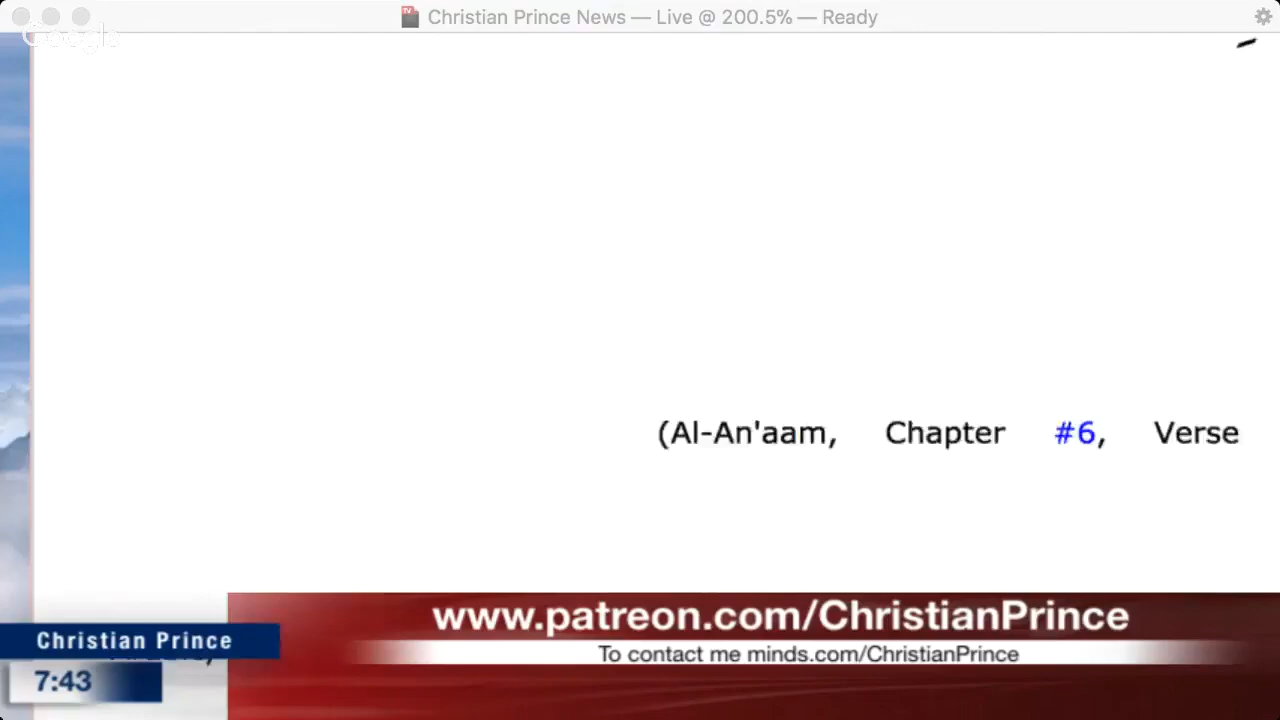 Christian Prince News — Live @ 200.5% — Ready
Google
(Al-An'aam, Chapter #6, Verse
www.patreon.com/ChristianPrince
To contact me minds.com/ChristianPrince
Christian Prince
7:43